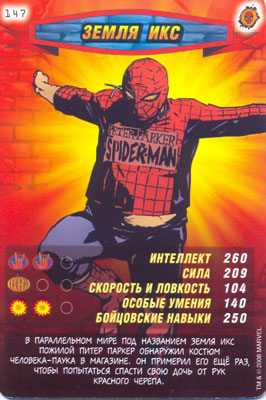 147
ЗЕМЛЯ ИКС
PETER PARKER
SPIDER-MAN
ИНТЕЛЛЕКТ 260
СИЛА 209
СКОРОСТЬ И ЛОВКОСТЬ 104
ОСОБЫЕ УМЕНИЯ 140
БОЙЦОВСКИЕ НАВЫКИ 250
В ПАРАЛЛЕЛЬНОМ МИРЕ ПОД НАЗВАНИЕМ ЗЕМЛЯ ИКС
ПОЖИЛОЙ ПИТЕР ПАРКЕР ОБНАРУЖИЛ КОСТЮМ
ЧЕЛОВЕКА-ПАУКА В МАГАЗИНЕ. ОН ПРИМЕРИЛ ЕГО ЕЩЁ РАЗ,
ЧТОБЫ ПОПЫТАТЬСЯ СПАСТИ СВОЮ ДОЧЬ ОТ РУК
КРАСНОГО ЧЕРЕПА.
TM & © 2008 MARVEL